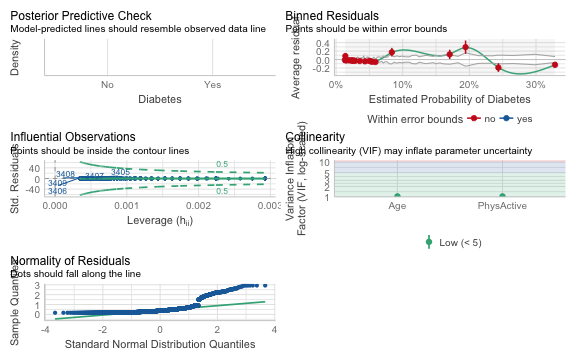 Posterior Predictive Check
Model-predicted lines should resemble observed data line
Density
No
Yes
Diabetes
Binned Residuals
Points should be within error bounds
Average residual
0.4
0.2
0.0
-0.2
0%
10%
20%
30%
Estimated Probability of Diabetes
Within error bounds
no
yes
Influential Observations
Points should be inside the contour lines
Std. Residuals
40
0
-40
3408
3407
3405
3409
3406
0.5
0.5
0.000
0.001
0.002
0.003
Leverage (hii)
Collinearity
High collinearity (VIF) may inflate parameter uncertainty
Variance Inflation
Factor (VIF, log-scaled)
10
5
3
2
1
Age
PhysActive
Low (< 5)
Normality of Residuals
Dots should fall along the line
Sample Quantiles
3
2
1
0
-4
-2
0
2
4
Standard Normal Distribution Quantiles